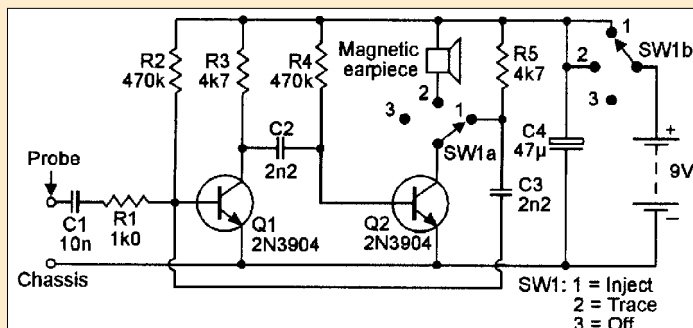 R2
470k
R3
4k7
R4
470k
Magnetic
earpiece
R5
4k7
1
2
SW1b
3
2
1
3
SW1a
C2
2n2
C4
47µ
+
9V
−
Probe
C1
10n
R1
1k0
Q1
2N3904
Q2
2N3904
C3
2n2
Chassis
SW1: 1 = Inject
2 = Trace
3 = Off